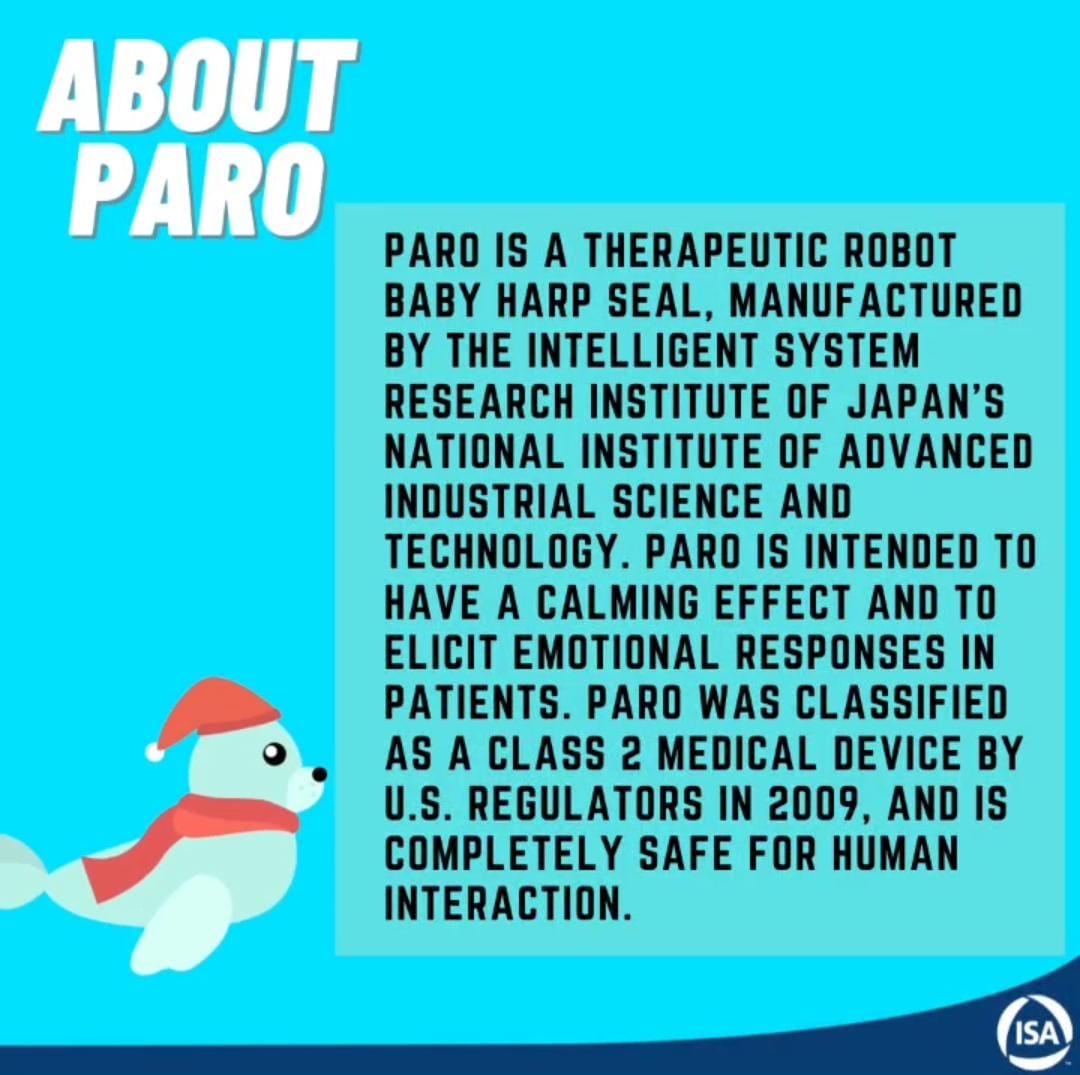 ABOUT
PARO
PARO IS A THERAPEUTIC ROBOT
BABY HARP SEAL, MANUFACTURED
BY THE INTELLIGENT SYSTEM
RESEARCH INSTITUTE OF JAPAN'S
NATIONAL INSTITUTE OF ADVANCED
INDUSTRIAL SCIENCE AND
TECHNOLOGY. PARO IS INTENDED TO
HAVE A CALMING EFFECT AND TO
ELICIT EMOTIONAL RESPONSES IN
PATIENTS. PARO WAS CLASSIFIED
AS A CLASS 2 MEDICAL DEVICE BY
U.S. REGULATORS IN 2009, AND IS
COMPLETELY SAFE FOR HUMAN
INTERACTION.
ISA